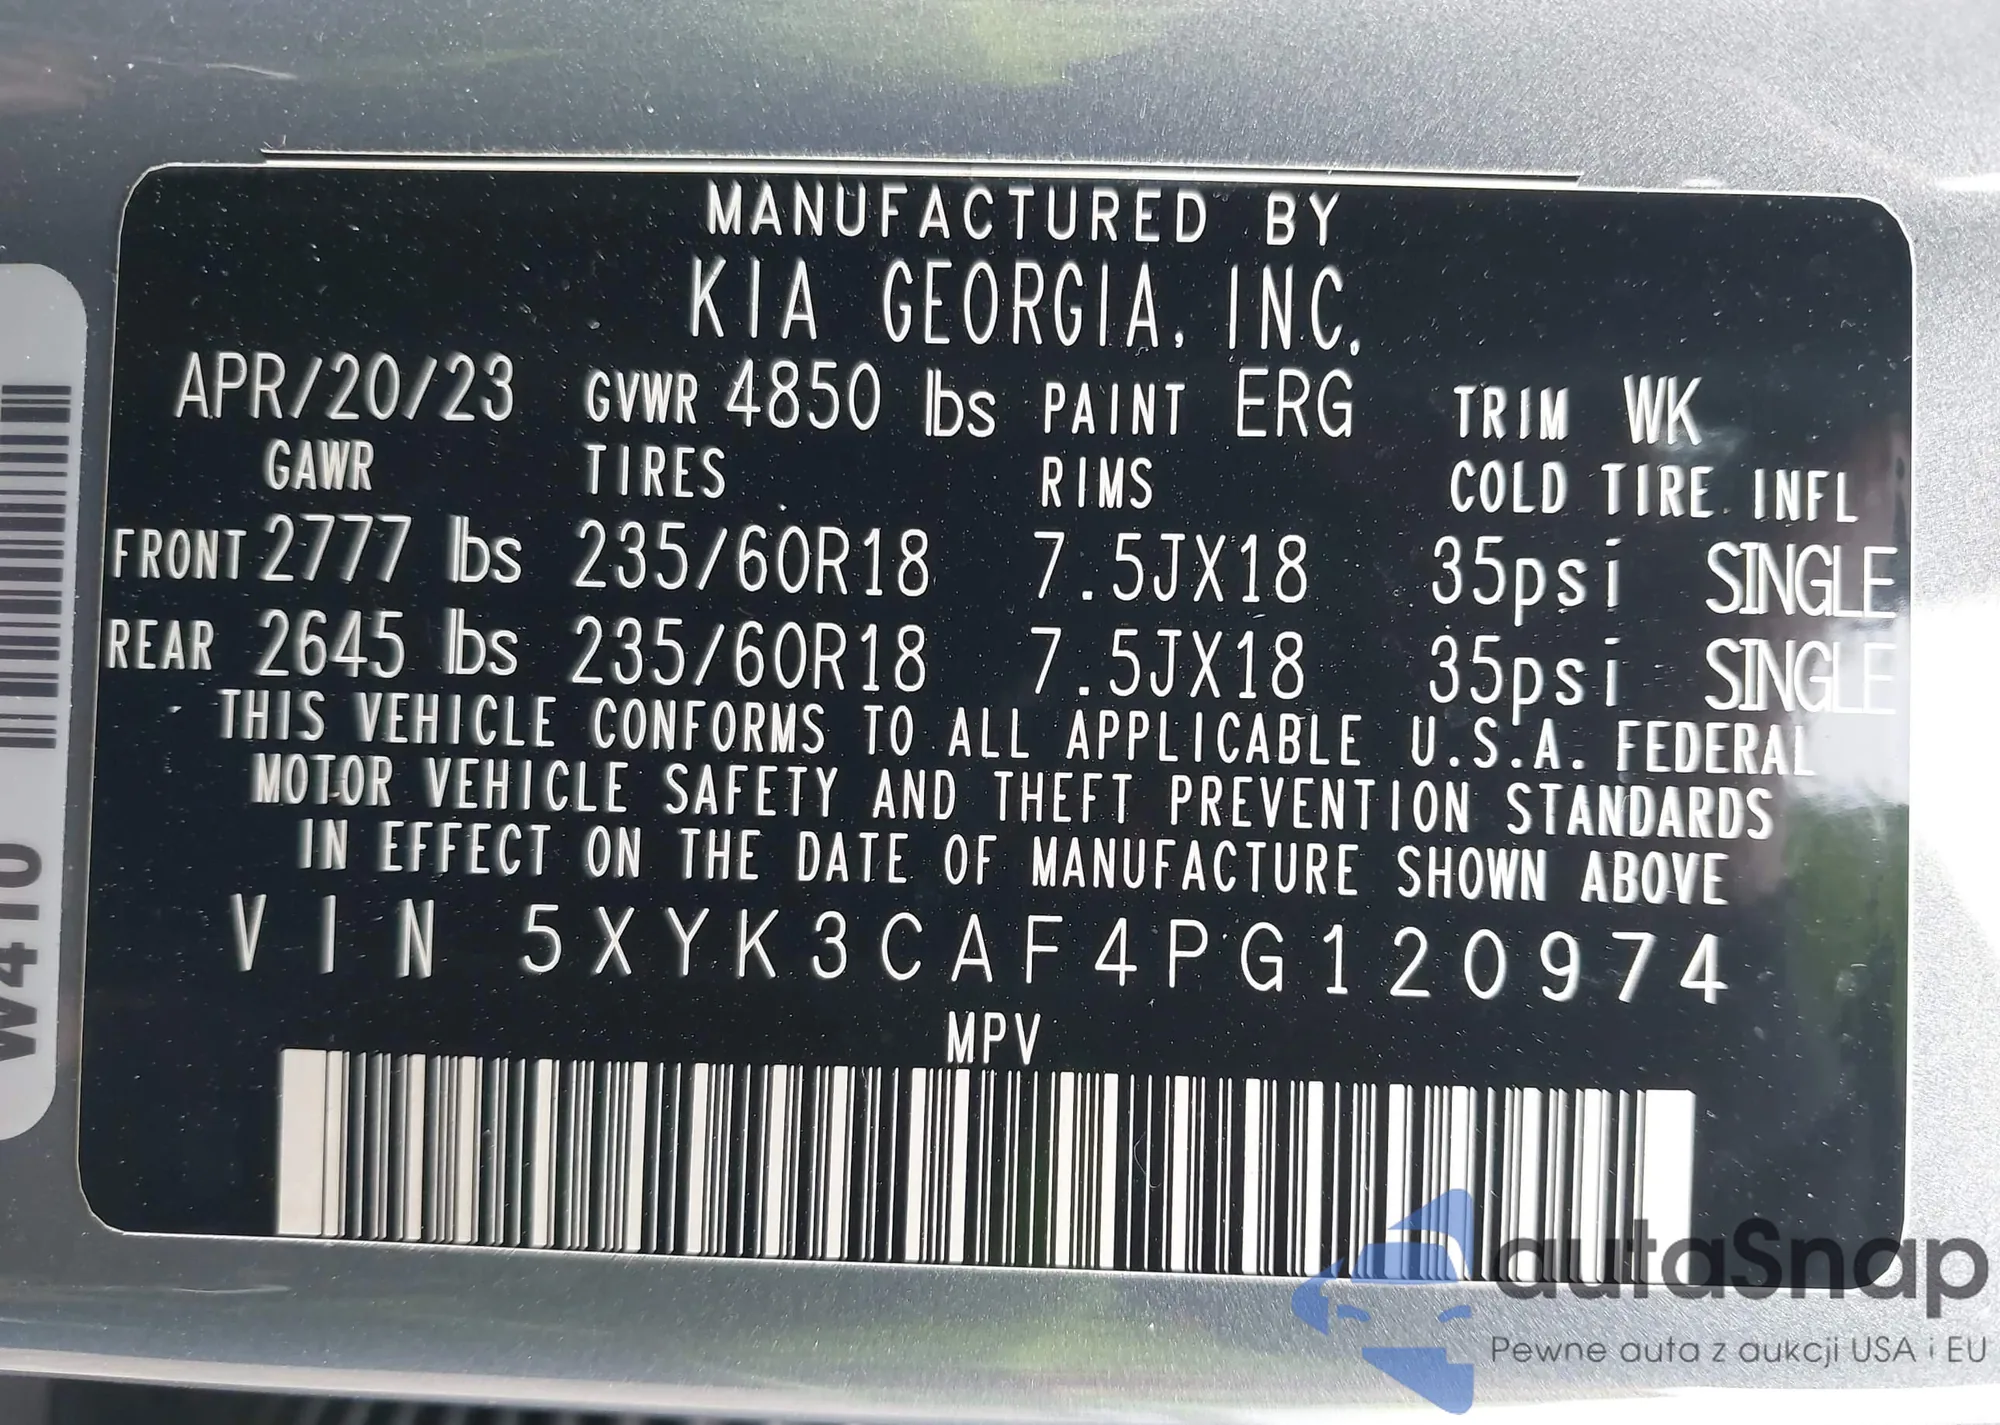 MANUFACTURED BY
KIA GEORGIA, INC.
APR/20/23 GVWR 4850 lbs PAINT ERG TRIM WK
GAWR TIRES RIMS COLD TIRE INFL
FRONT 2777 lbs 235/60R18 7.5JX18 35psi SINGLE
REAR 2645 lbs 235/60R18 7.5JX18 35psi SINGLE
THIS VEHICLE CONFORMS TO ALL APPLICABLE U.S.A. FEDERAL
MOTOR VEHICLE SAFETY AND THEFT PREVENTION STANDARDS
IN EFFECT ON THE DATE OF MANUFACTURE SHOWN ABOVE
VIN 5XYK3CAF4PG120974
MPV
W410
autaSnap
Pewne auta z aukcji USA i EU